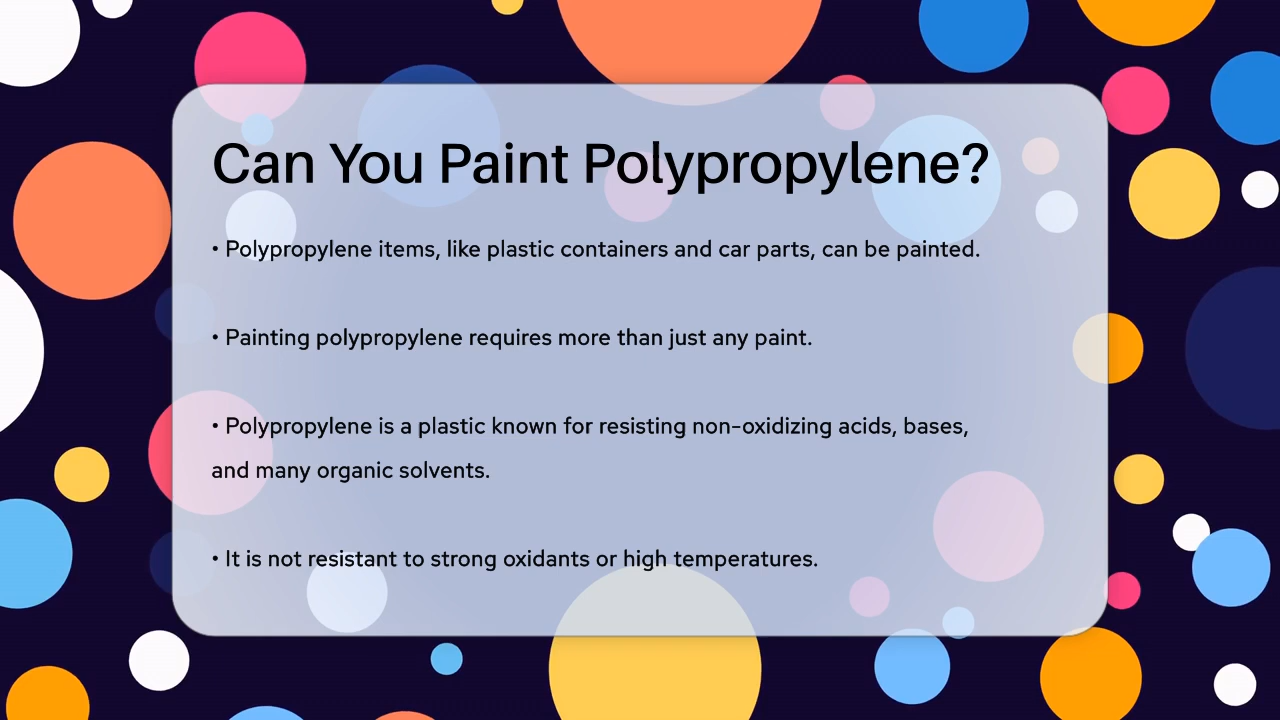 Can You Paint Polypropylene?
• Polypropylene items, like plastic containers and car parts, can be painted.
• Painting polypropylene requires more than just any paint.
• Polypropylene is a plastic known for resisting non-oxidizing acids, bases,
and many organic solvents.
• It is not resistant to strong oxidants or high temperatures.